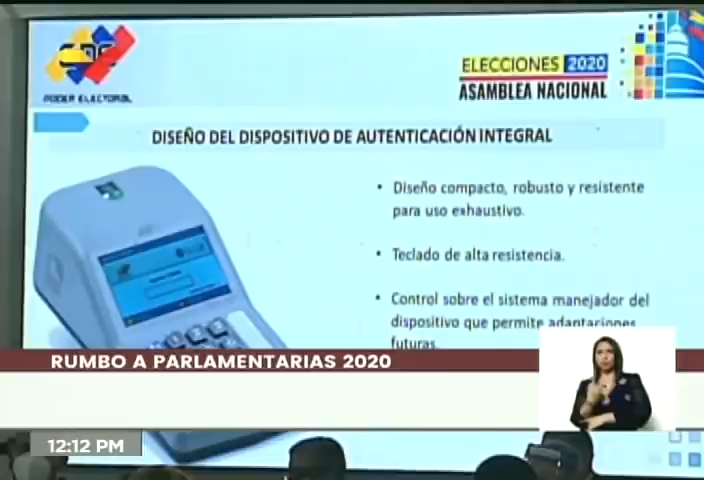 CNE
PODER ELECTORAL
ELECCIONES 2020
ASAMBLEA NACIONAL
DISEÑO DEL DISPOSITIVO DE AUTENTICACIÓN INTEGRAL
• Diseño compacto, robusto y resistente
para uso exhaustivo.
• Teclado de alta resistencia.
• Control sobre el sistema manejador del
dispositivo que permite adaptaciones
futuras.
RUMBO A PARLAMENTARIAS 2020
12:12 PM